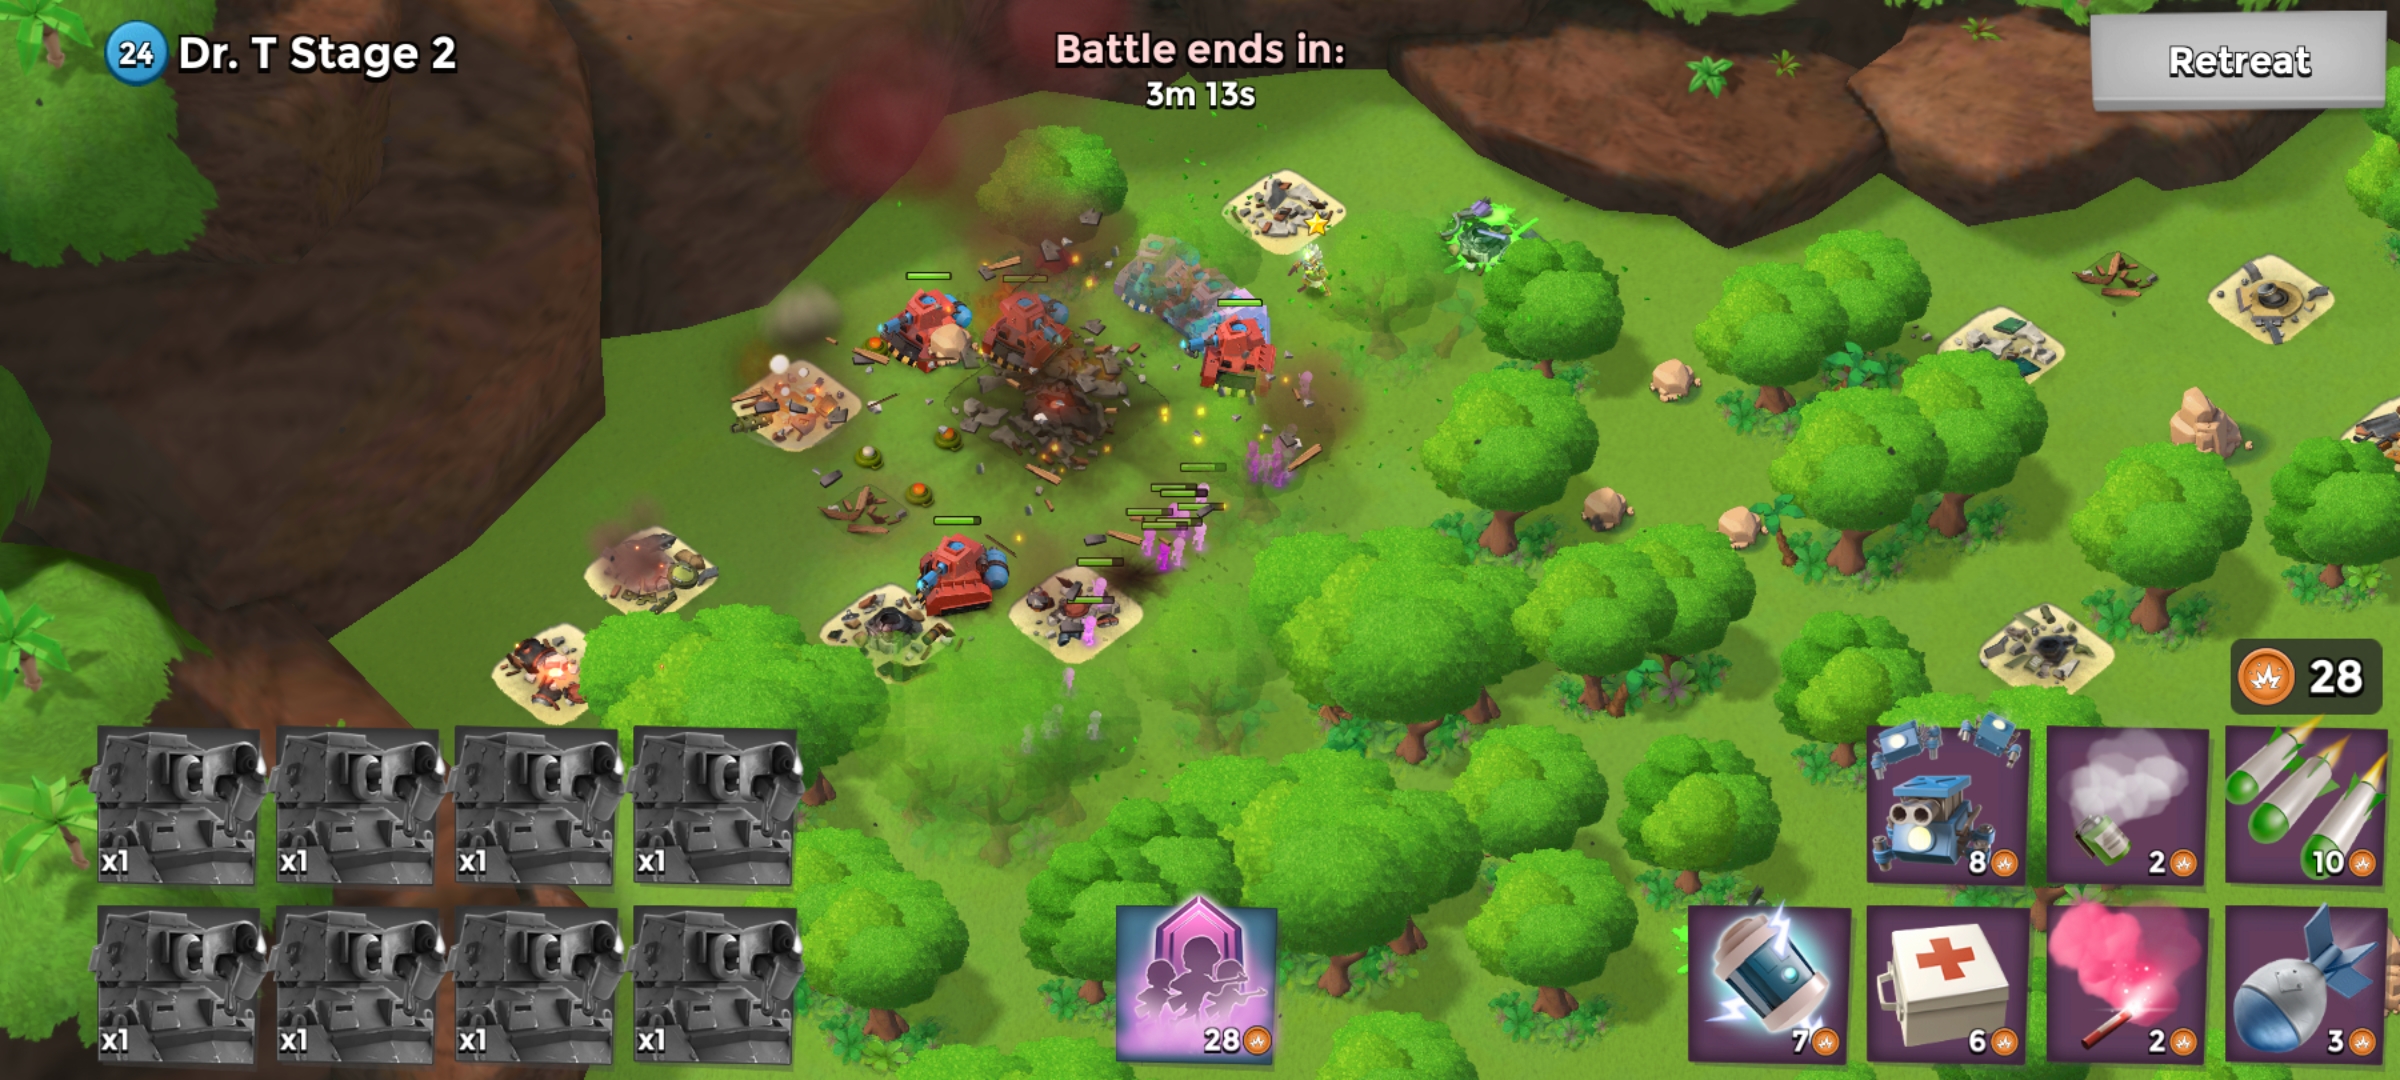 24 Dr. T Stage 2
Battle ends in:
3m 13s
Retreat
28
x1 x1 x1 x1
8 2 10
x1 x1 x1 x1
28
7 6 2 3